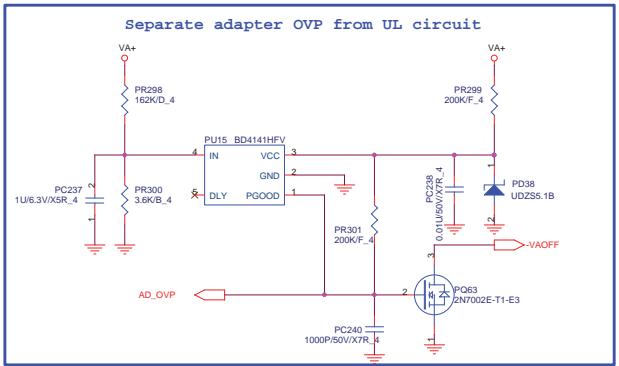 Separate adapter OVP from UL circuit
VA+
VA+
PR298
162K/D_4
PR299
200K/F_4
PU15 BD4141HFV
4 IN VCC 3
GND 2
5 DLY PGOOD 1
PC237
1U/6.3V/X5R_4
2
1
PR300
3.6K/B_4
PC238
0.01U/50V/X7R_4
1
PD38
UDZS5.1B
2
PR301
200K/F_4
-VAOFF
3
AD_OVP
2
PQ63
2N7002E-T1-E3
1
PC240
1000P/50V/X7R_4